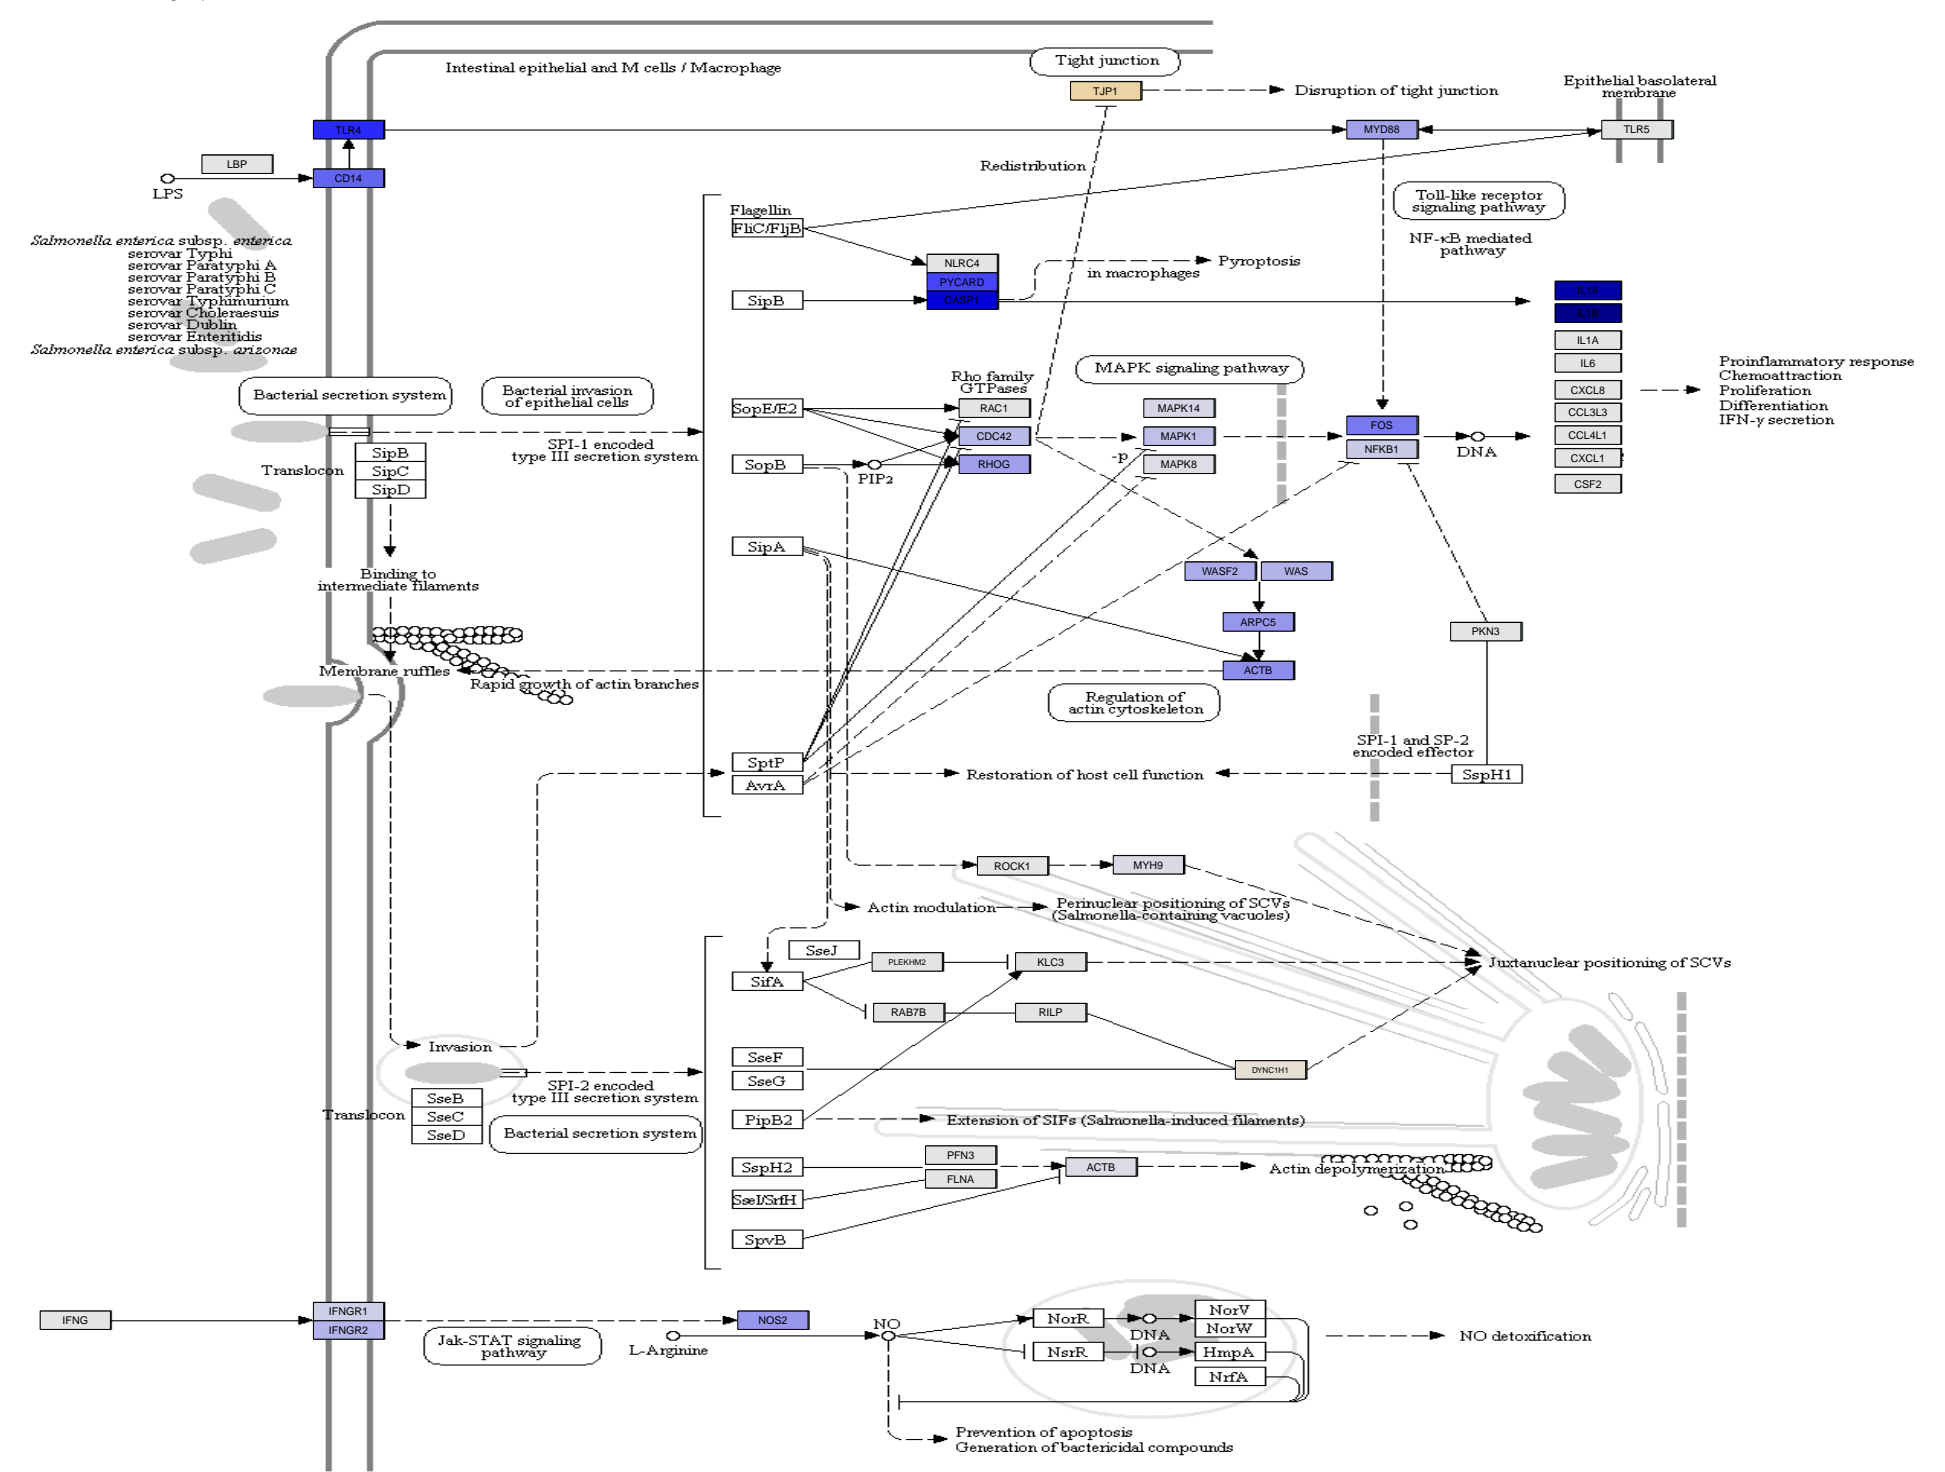 Tight junction
Intestinal epithelial and M cells / Macrophage
TJP1
Disruption of tight junction
Epithelial basolateral
membrane
TLR4
MYD88
TLR5
LBP
CD14
LPS
Redistribution
Toll-like receptor
signaling pathway
Flagellin
FliC/FljB
NF-κB mediated
pathway
Salmonella enterica subsp. enterica
serovar Typhi
serovar Paratyphi A
serovar Paratyphi B
serovar Paratyphi C
serovar Typhimurium
serovar Choleraesuis
serovar Dublin
serovar Enteritidis
Salmonella enterica subsp. arizonae
NLRC4
PYCARD
CASP1
in macrophages
Pyroptosis
SipB
IL1B
IL1A
IL6
CXCL8
CCL3L3
CCL4L1
CXCL1
CSF2
Proinflammatory response
Chemoattraction
Proliferation
Differentiation
IFN-γ secretion
Bacterial secretion system
Bacterial invasion
of epithelial cells
Rho family
GTPases
MAPK signaling pathway
SopE/E2
RAC1
MAPK14
FOS
CDC42
MAPK1
NFKB1
DNA
SPI-1 encoded
type III secretion system
Translocon
SipB
SipC
SipD
SopB
PIP2
RHOG
-p
MAPK8
SipA
WASF2
WAS
Binding to
intermediate filaments
ARPC5
PKN3
Membrane ruffles
ACTB
Rapid growth of actin branches
Regulation of
actin cytoskeleton
SPI-1 and SP-2
encoded effector
SptP
AvrA
Restoration of host cell function
SspH1
ROCK1
MYH9
Actin modulation
Perinuclear positioning of SCVs
(Salmonella-containing vacuoles)
SseJ
SifA
PLEKHM2
KLC3
Juxtanuclear positioning of SCVs
RAB7B
RILP
Invasion
SseF
SseG
DYNC1H1
SPI-2 encoded
type III secretion system
Translocon
SseB
SseC
SseD
Bacterial secretion system
PipB2
Extension of SIFs (Salmonella-induced filaments)
SspH2
PFN3
FLNA
ACTB
Actin depolymerization
SseI/SrfH
SpvB
IFNG
IFNGR1
IFNGR2
NOS2
Jak-STAT signaling
pathway
L-Arginine
NO
NorR
DNA
NorV
NorW
NsrR
DNA
HmpA
NrfA
NO detoxification
Prevention of apoptosis
Generation of bactericidal compounds